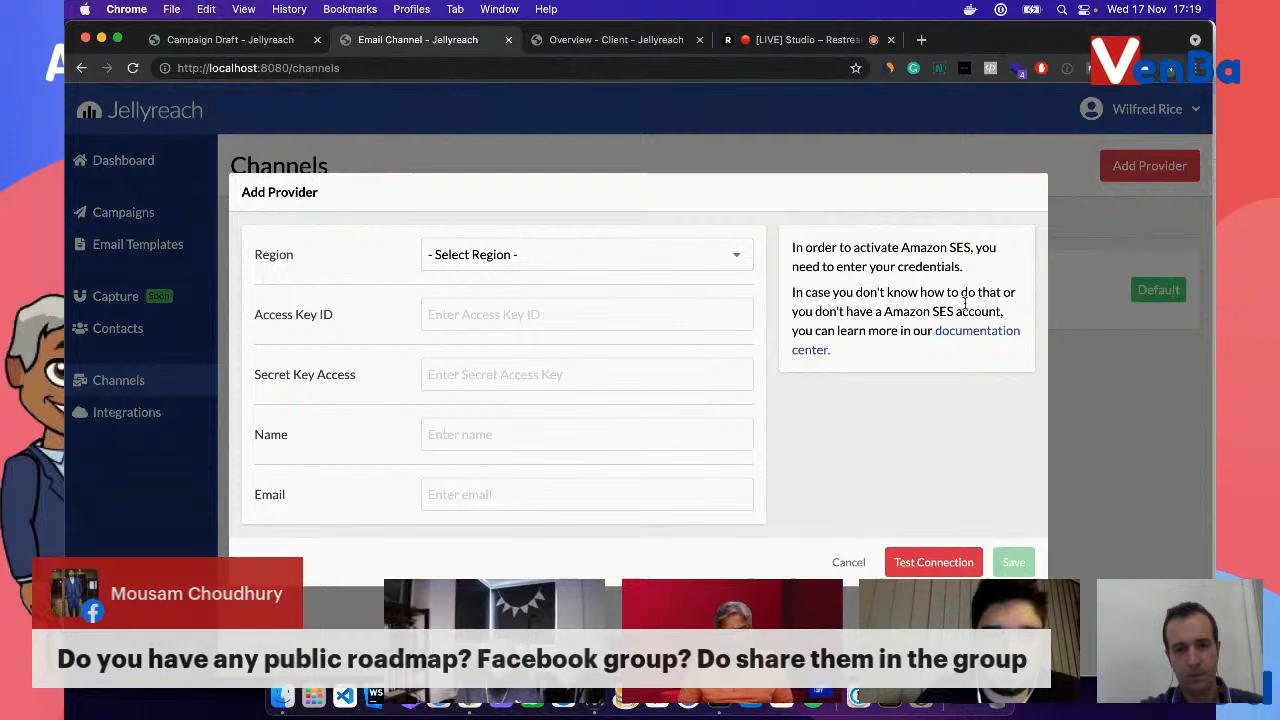 Chrome File Edit View History Bookmarks Profiles Tab Window Help Wed 17 Nov 17:19
Campaign Draft - Jellyreach
Email Channel - Jellyreach
Overview - Client - Jellyreach
[LIVE] Studio – Restrea
http://localhost:8080/channels
VenBa
Jellyreach
Wilfred Rice
Dashboard
Campaigns
Email Templates
Capture Soon
Contacts
Channels
Integrations
Channels
Add Provider
Default
Add Provider
Region
- Select Region -
Access Key ID
Enter Access Key ID
Secret Key Access
Enter Secret Access Key
Name
Enter name
Email
Enter email
In order to activate Amazon SES, you
need to enter your credentials.
In case you don't know how to do that or
you don't have a Amazon SES account,
you can learn more in our documentation
center.
Cancel
Test Connection
Save
Mousam Choudhury
Do you have any public roadmap? Facebook group? Do share them in the group